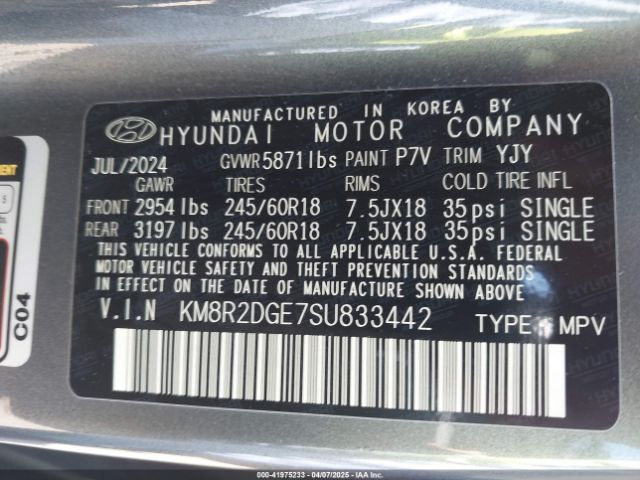 MANUFACTURED IN KOREA BY
HYUNDAI MOTOR COMPANY
JUL/2024 GVWR 5871lbs PAINT P7V TRIM YJY
GAWR TIRES RIMS COLD TIRE INFL
FRONT 2954 lbs 245/60R18 7.5JX18 35psi SINGLE
REAR 3197 lbs 245/60R18 7.5JX18 35psi SINGLE
THIS VEHICLE CONFORMS TO ALL APPLICABLE U.S.A. FEDERAL
MOTOR VEHICLE SAFETY AND THEFT PREVENTION STANDARDS
IN EFFECT ON THE DATE OF MANUFACTURE SHOWN ABOVE
V.I.N KM8R2DGE7SU833442 TYPE : MPV
5
C04
© COPYRIGHT - 41975233 - 04/07/2025 - IAA INC.